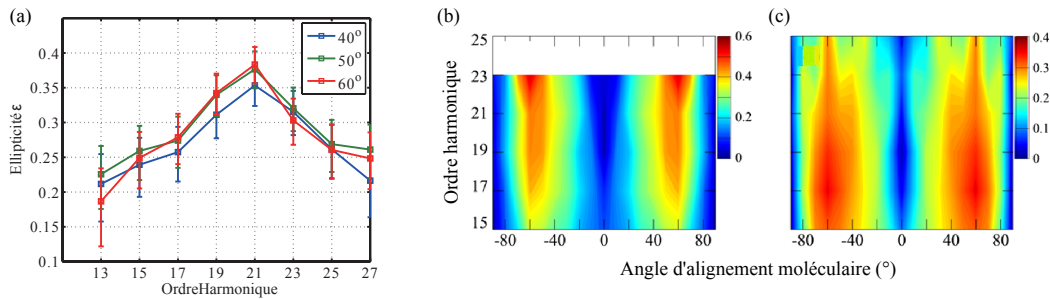 (a)
Ellipticité ε
0.4
0.35
0.3
0.25
0.2
0.15
0.1
40°
50°
60°
13 15 17 19 21 23 25 27
OrdreHarmonique
(b)
Ordre harmonique
25
23
21
19
17
15
-80 -40 0 40 80
0.6
0.4
0.2
0
(c)
-80 -40 0 40 80
0.4
0.3
0.2
0.1
0
Angle d'alignement moléculaire (°)